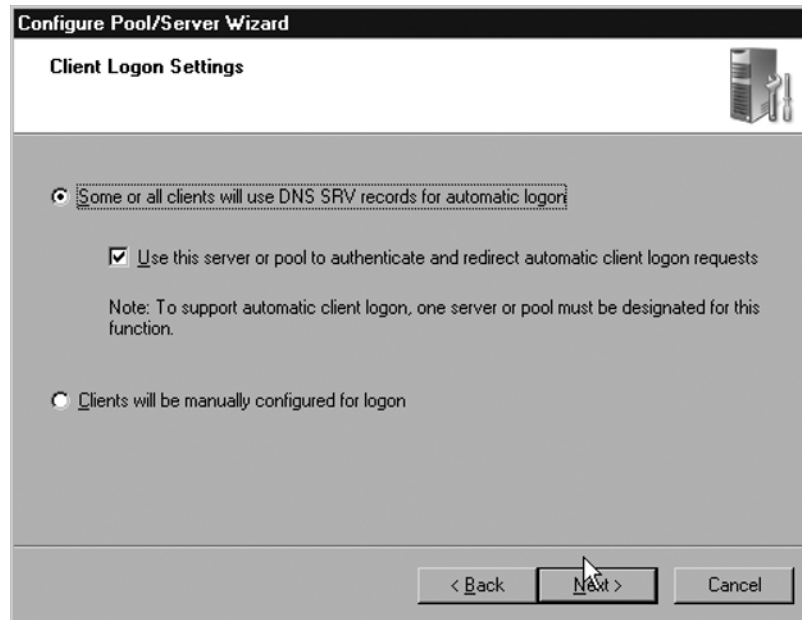 Configure Pool/Server Wizard
Client Logon Settings
Some or all clients will use DNS SRV records for automatic logon
Use this server or pool to authenticate and redirect automatic client logon requests
Note: To support automatic client logon, one server or pool must be designated for this
function.
Clients will be manually configured for logon
< Back Next > Cancel